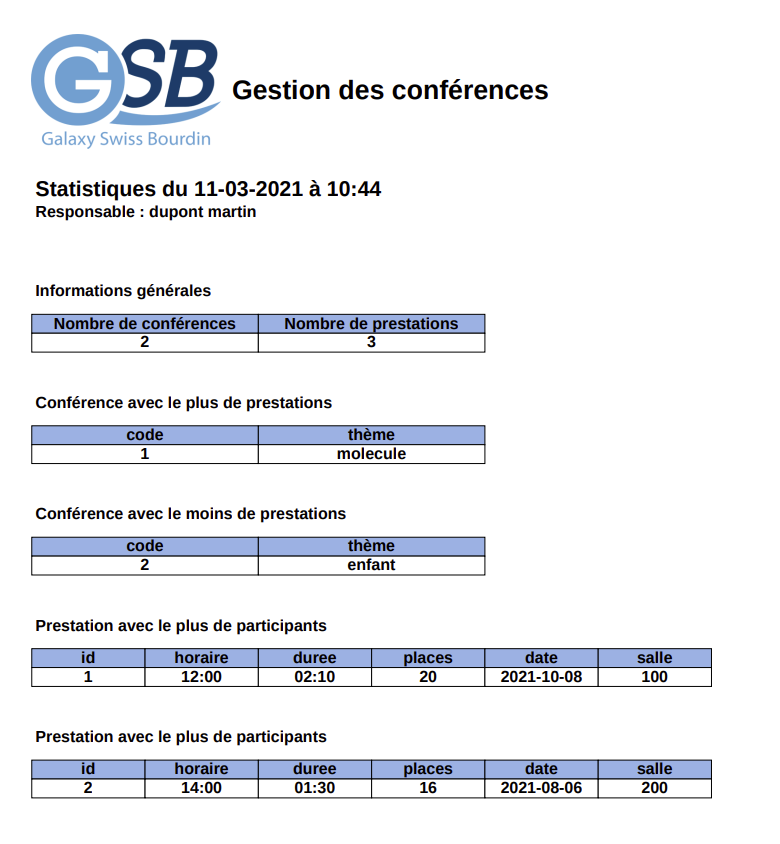 GSB
Gestion des conférences
Galaxy Swiss Bourdin
Statistiques du 11-03-2021 à 10:44
Responsable : dupont martin
Informations générales
Nombre de conférences Nombre de prestations
2 3
Conférence avec le plus de prestations
code thème
1 molecule
Conférence avec le moins de prestations
code thème
2 enfant
Prestation avec le plus de participants
id horaire duree places date salle
1 12:00 02:10 20 2021-10-08 100
Prestation avec le plus de participants
id horaire duree places date salle
2 14:00 01:30 16 2021-08-06 200